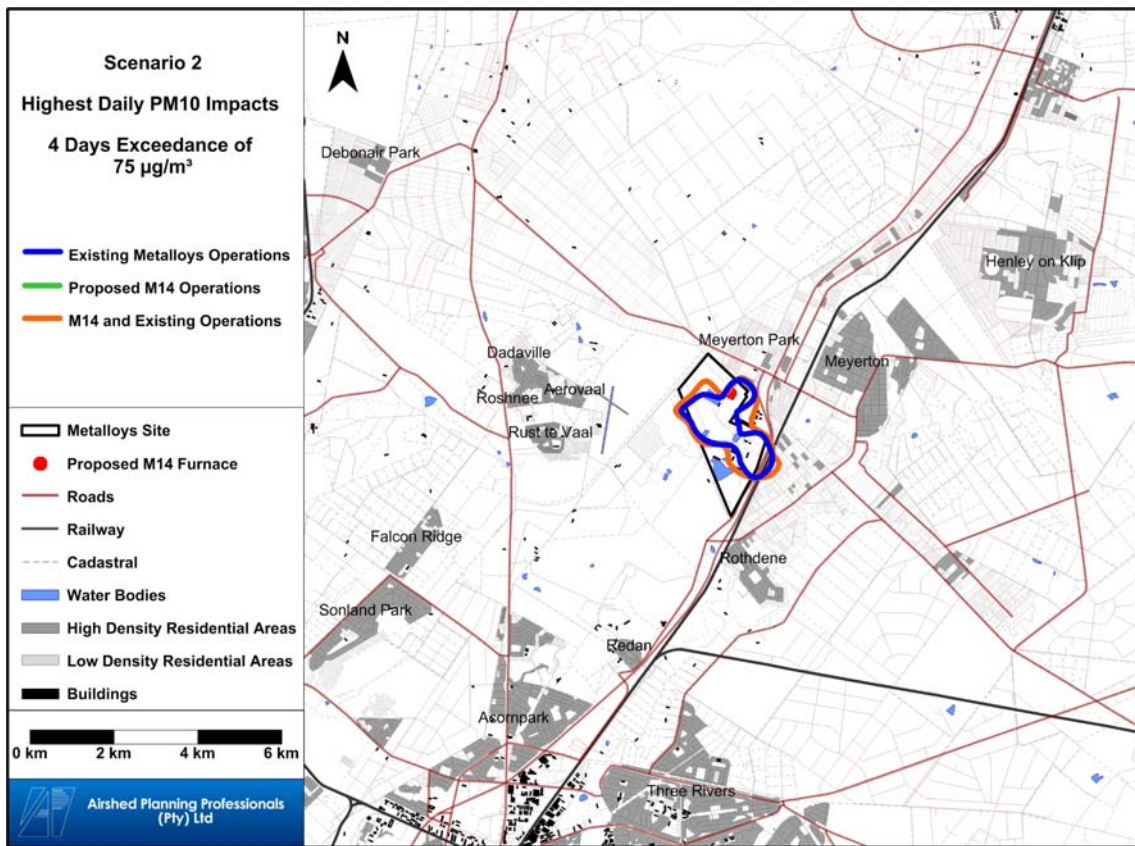 Scenario 2
Highest Daily PM10 Impacts
4 Days Exceedance of
75 µg/m³
Existing Metalloys Operations
Proposed M14 Operations
M14 and Existing Operations
Metalloys Site
Proposed M14 Furnace
Roads
Railway
Cadastral
Water Bodies
High Density Residential Areas
Low Density Residential Areas
Buildings
0 km 2 km 4 km 6 km
Airshed Planning Professionals
(Pty) Ltd
N
Debonair Park
Henley on Klip
Meyerton Park
Meyerton
Dadaville
Aerovaal
Roshnee
Rust te Vaal
Falcon Ridge
Rothdene
Sonland Park
Redan
Acornpark
Three Rivers